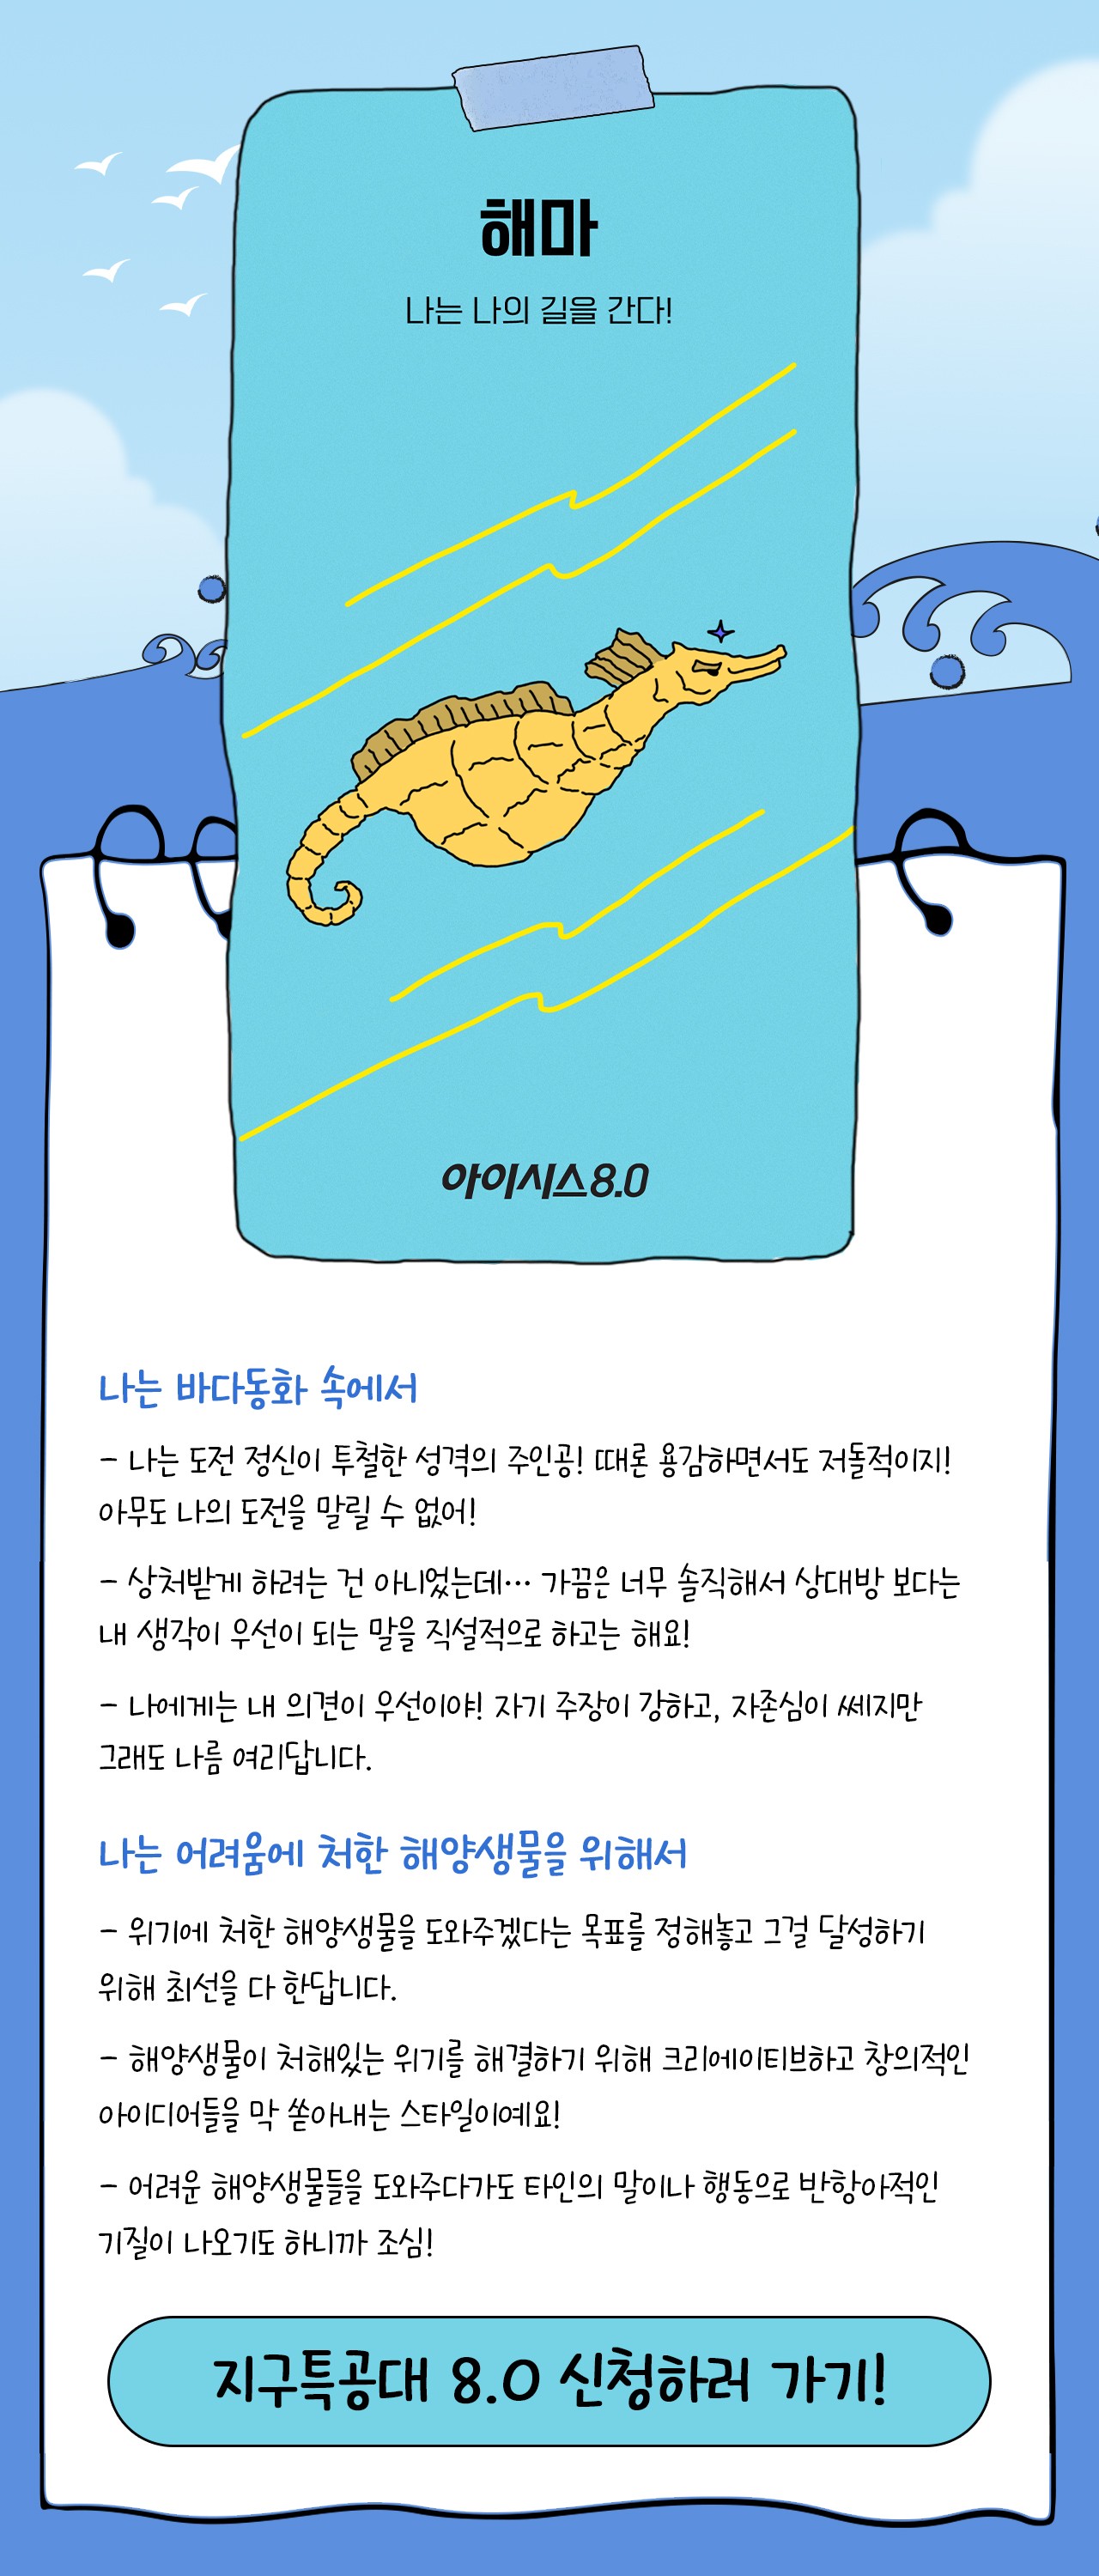 해마
나는 나의 길을 간다!
아이시스8.0
나는 바다동화 속에서
- 나는 도전 정신이 투철한 성격의 주인공! 때론 용감하면서도 저돌적이지!
아무도 나의 도전을 말릴 수 없어!
- 상처받게 하려는 건 아니었는데... 가끔은 너무 솔직해서 상대방 보다는
내 생각이 우선이 되는 말을 직설적으로 하고는 해요!
- 나에게는 내 의견이 우선이야! 자기 주장이 강하고, 자존심이 쎄지만
그래도 나름 여리답니다.
나는 어려움에 처한 해양생물을 위해서
- 위기에 처한 해양생물을 도와주겠다는 목표를 정해놓고 그걸 달성하기
위해 최선을 다 한답니다.
- 해양생물이 처해있는 위기를 해결하기 위해 크리에이티브하고 창의적인
아이디어들을 막 쏟아내는 스타일이예요!
- 어려운 해양생물들을 도와주다가도 타인의 말이나 행동으로 반항아적인
기질이 나오기도 하니까 조심!
지구특공대 8.0 신청하러 가기!